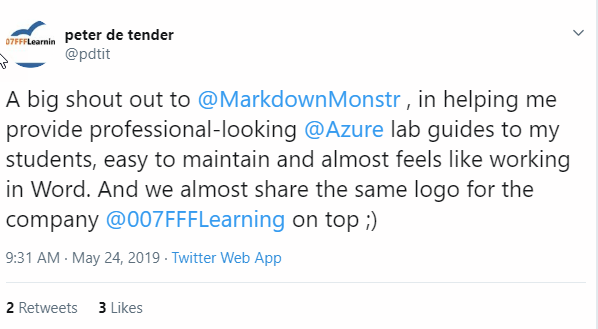 07FFFLearnin
peter de tender
@pdtit
A big shout out to @MarkdownMonstr , in helping me
provide professional-looking @Azure lab guides to my
students, easy to maintain and almost feels like working
in Word. And we almost share the same logo for the
company @007FFFLearning on top ;)
9:31 AM · May 24, 2019 · Twitter Web App
2 Retweets 3 Likes